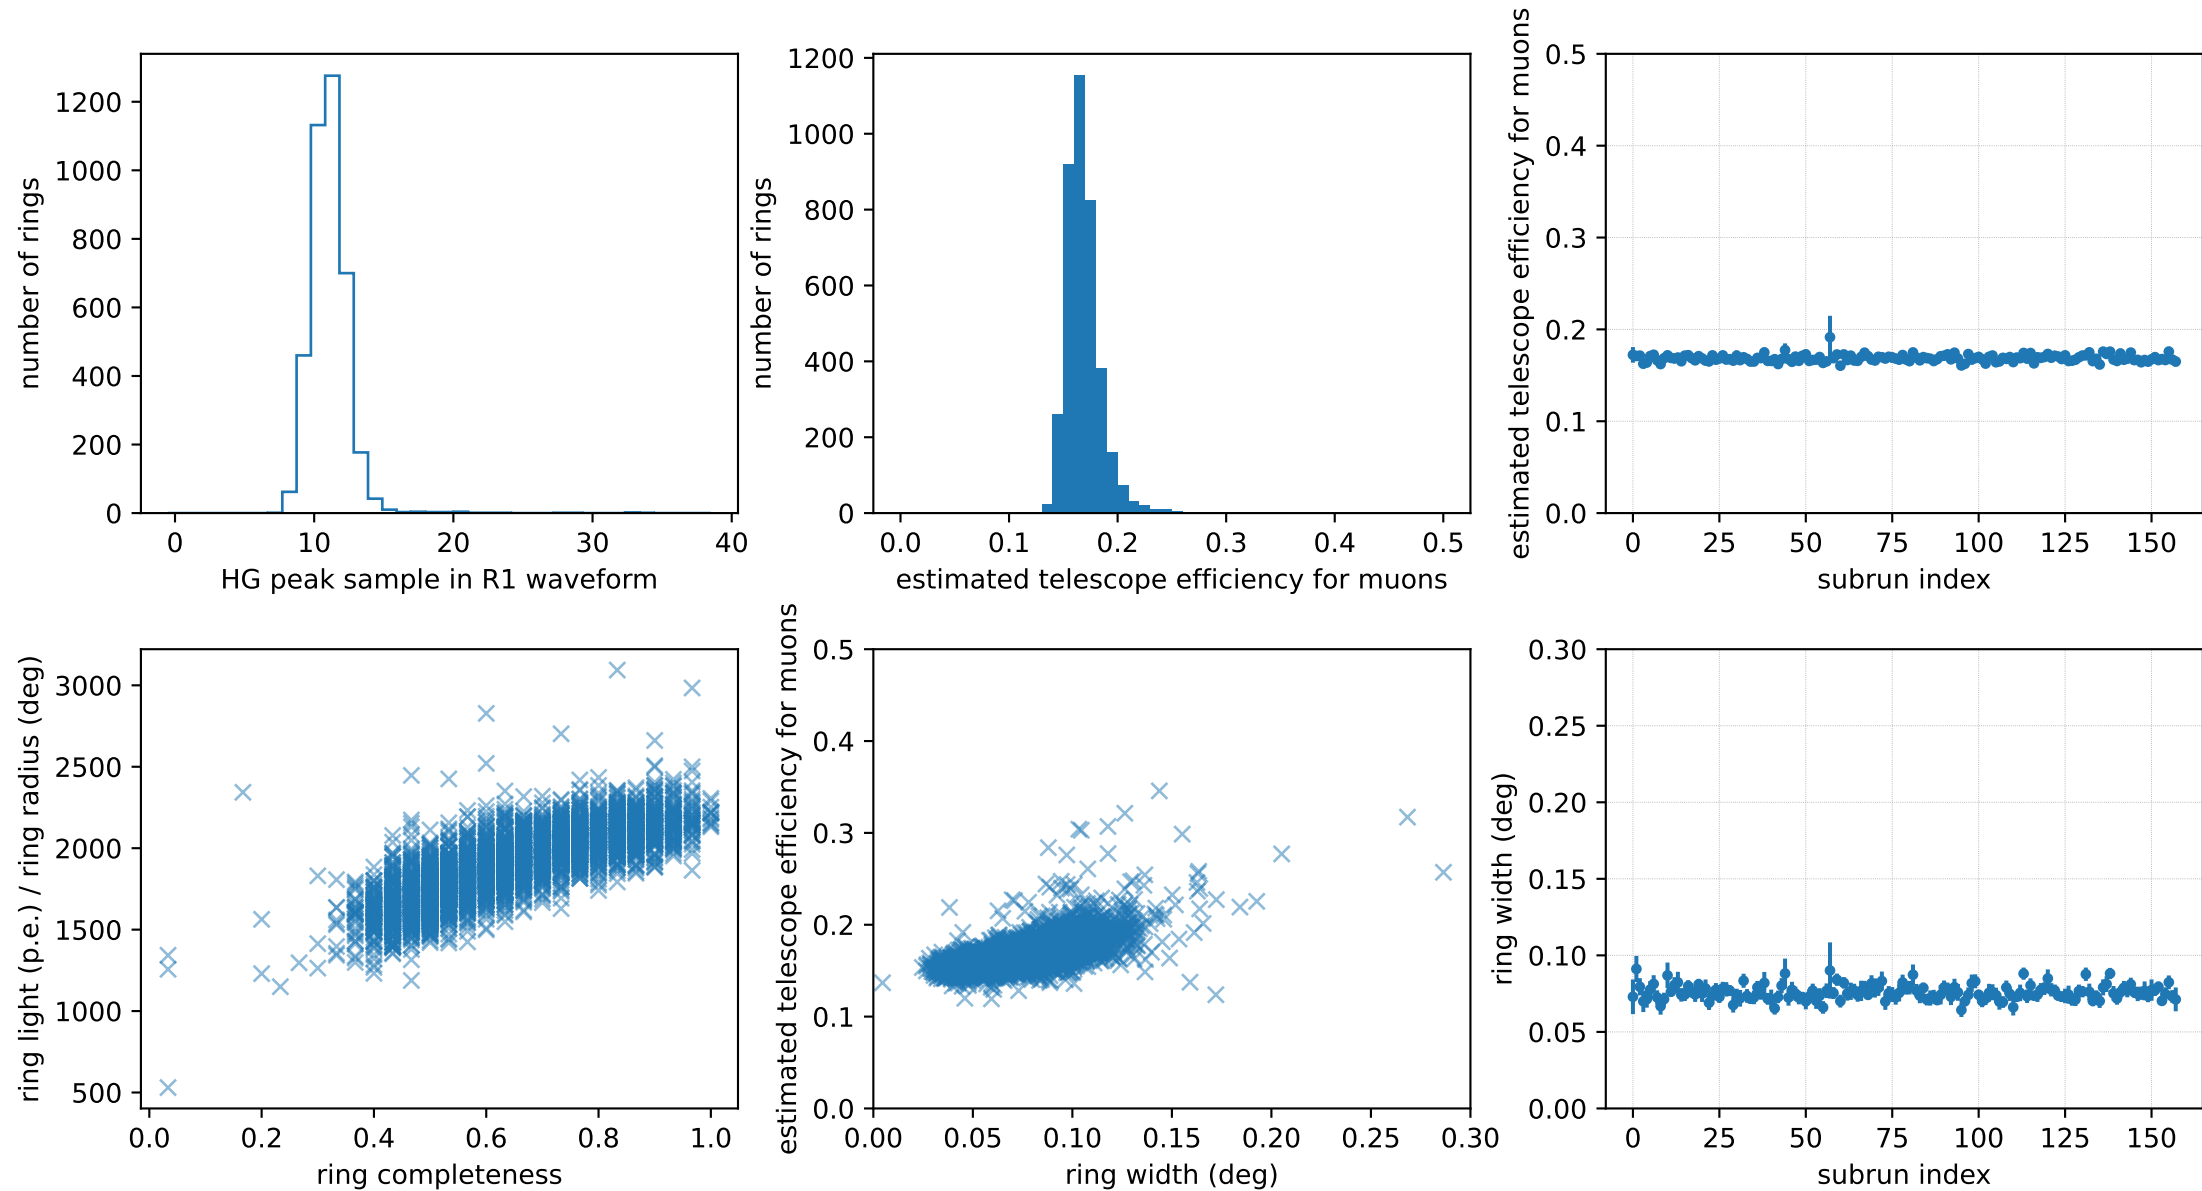 number of rings
1200
1000
800
600
400
200
0
0 10 20 30 40
HG peak sample in R1 waveform
number of rings
1200
1000
800
600
400
200
0
0.0 0.1 0.2 0.3 0.4 0.5
estimated telescope efficiency for muons
estimated telescope efficiency for muons
0.5
0.4
0.3
0.2
0.1
0.0
0 25 50 75 100 125 150
subrun index
ring light (p.e.) / ring radius (deg)
3000
2500
2000
1500
1000
500
0.0 0.2 0.4 0.6 0.8 1.0
ring completeness
estimated telescope efficiency for muons
0.5
0.4
0.3
0.2
0.1
0.0
0.00 0.05 0.10 0.15 0.20 0.25 0.30
ring width (deg)
ring width (deg)
0.30
0.25
0.20
0.15
0.10
0.05
0.00
0 25 50 75 100 125 150
subrun index